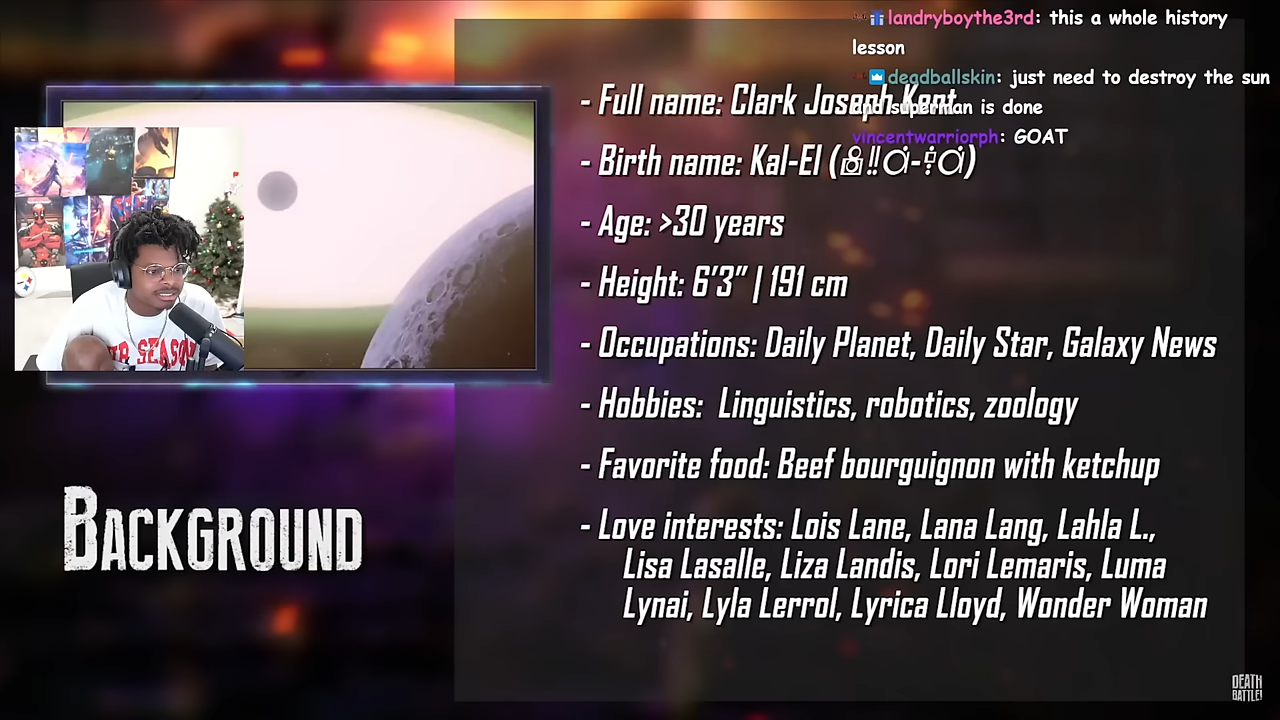 landryboythe3rd: this a whole history
lesson
deadballskin: just need to destroy the sun
and superman is done
vincentwarriorph: GOAT
- Full name: Clark Joseph Kent
- Birth name: Kal-El
- Age: >30 years
- Height: 6'3" | 191 cm
- Occupations: Daily Planet, Daily Star, Galaxy News
- Hobbies: Linguistics, robotics, zoology
- Favorite food: Beef bourguignon with ketchup
- Love interests: Lois Lane, Lana Lang, Lahla L.,
Lisa Lasalle, Liza Landis, Lori Lemaris, Luma
Lynai, Lyla Lerrol, Lyrica Lloyd, Wonder Woman
BACKGROUND
DEATH
BATTLE!